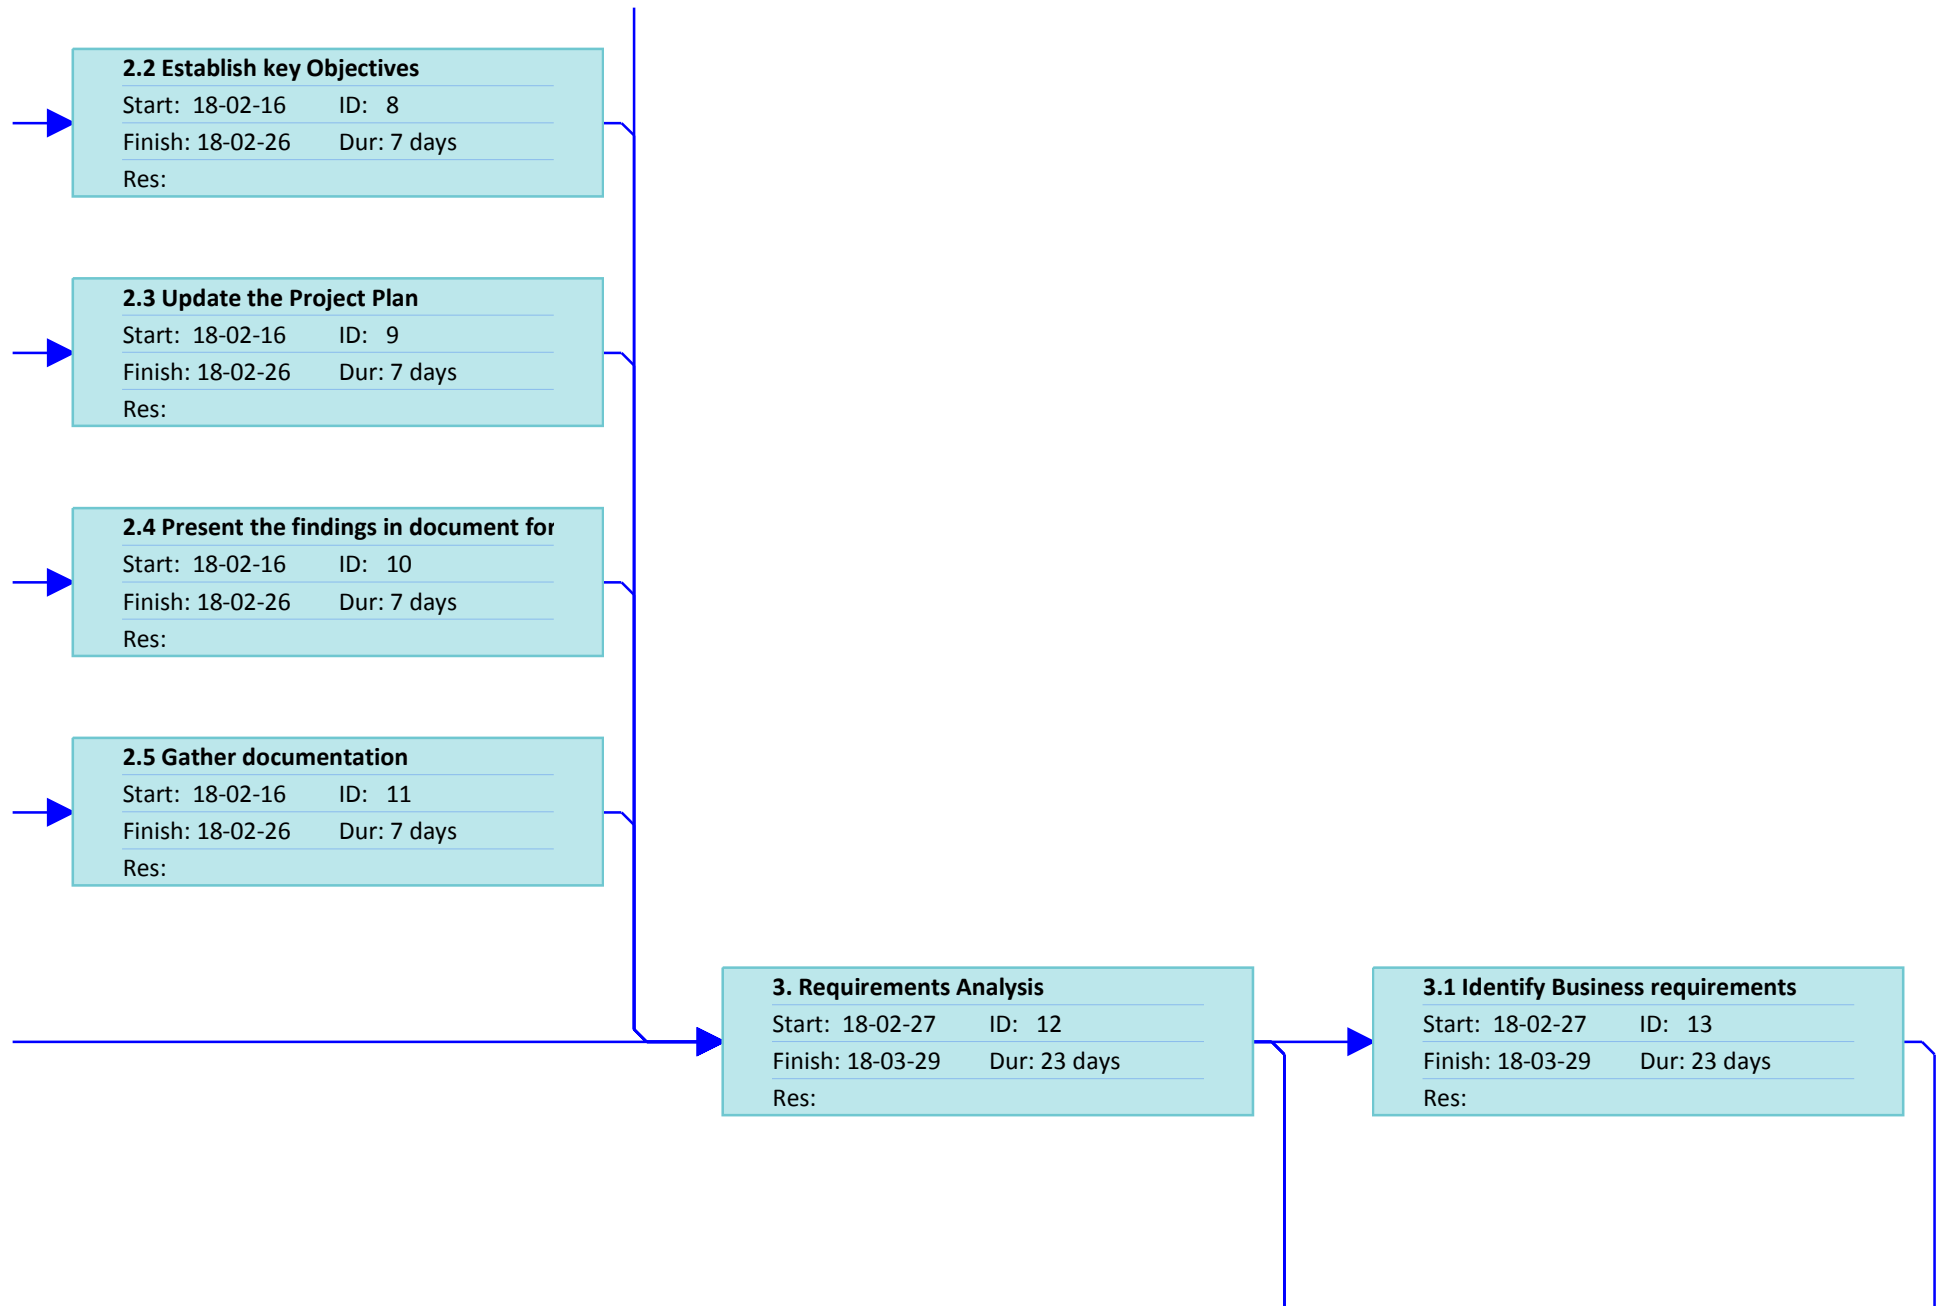 2.2 Establish key Objectives
Start: 18-02-16 ID: 8
Finish: 18-02-26 Dur: 7 days
Res:
2.3 Update the Project Plan
Start: 18-02-16 ID: 9
Finish: 18-02-26 Dur: 7 days
Res:
2.4 Present the findings in document for
Start: 18-02-16 ID: 10
Finish: 18-02-26 Dur: 7 days
Res:
2.5 Gather documentation
Start: 18-02-16 ID: 11
Finish: 18-02-26 Dur: 7 days
Res:
3. Requirements Analysis
Start: 18-02-27 ID: 12
Finish: 18-03-29 Dur: 23 days
Res:
3.1 Identify Business requirements
Start: 18-02-27 ID: 13
Finish: 18-03-29 Dur: 23 days
Res: